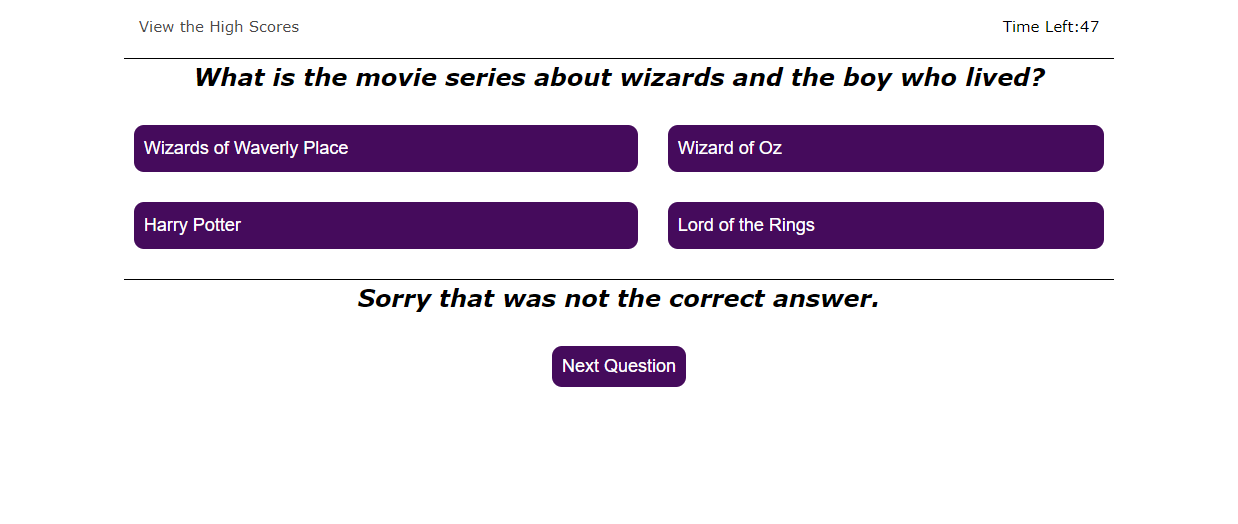 View the High Scores
Time Left:47
What is the movie series about wizards and the boy who lived?
Wizards of Waverly Place
Wizard of Oz
Harry Potter
Lord of the Rings
Sorry that was not the correct answer.
Next Question